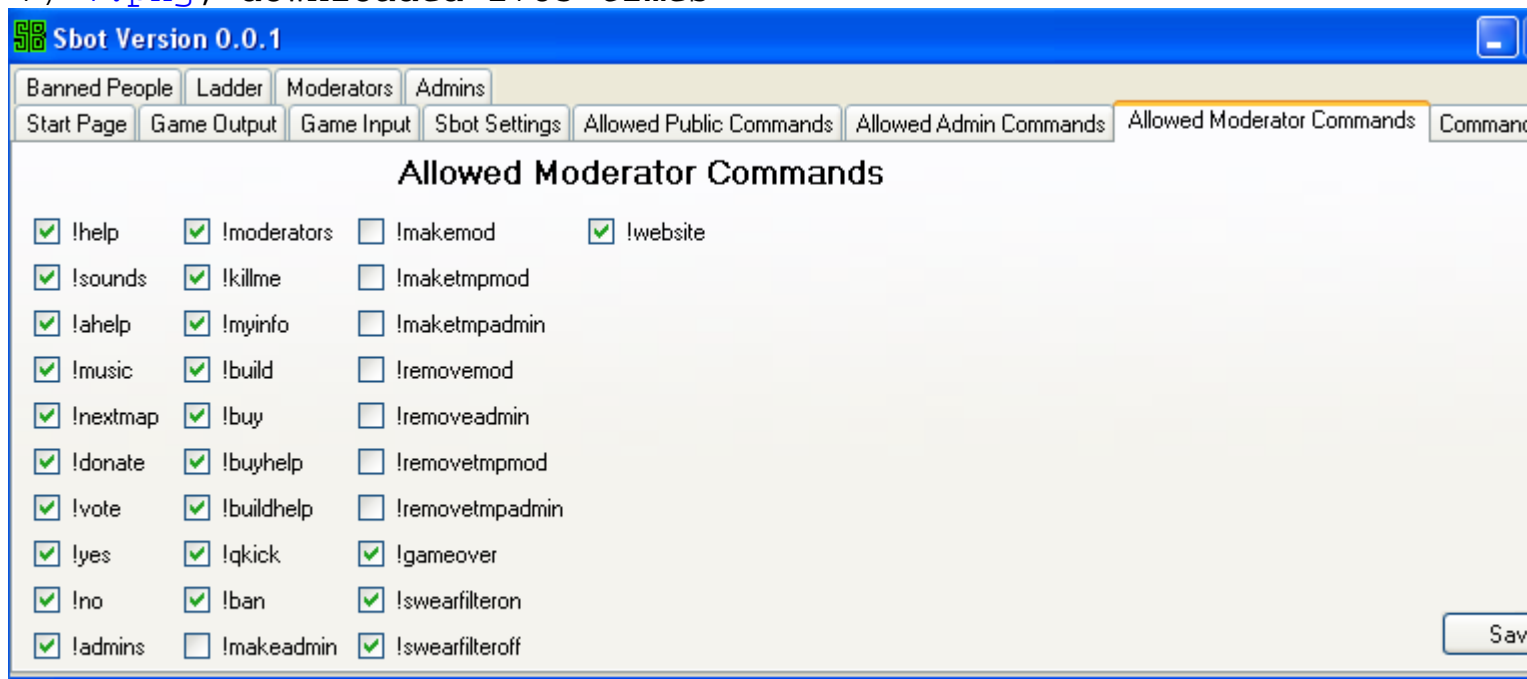 SB Sbot Version 0.0.1
Banned People Ladder Moderators Admins
Start Page Game Output Game Input Sbot Settings Allowed Public Commands Allowed Admin Commands Allowed Moderator Commands Command
Allowed Moderator Commands
!help !moderators !makemod !website
!sounds !killme !maketmpmod
!ahelp !myinfo !maketmpadmin
!music !build !removemod
!nextmap !buy !removeadmin
!donate !buyhelp !removetmpmod
!vote !buildhelp !removetmpadmin
!yes !qkick !gameover
!no !ban !swearfilteron
!admins !makeadmin !swearfilteroff
Sav